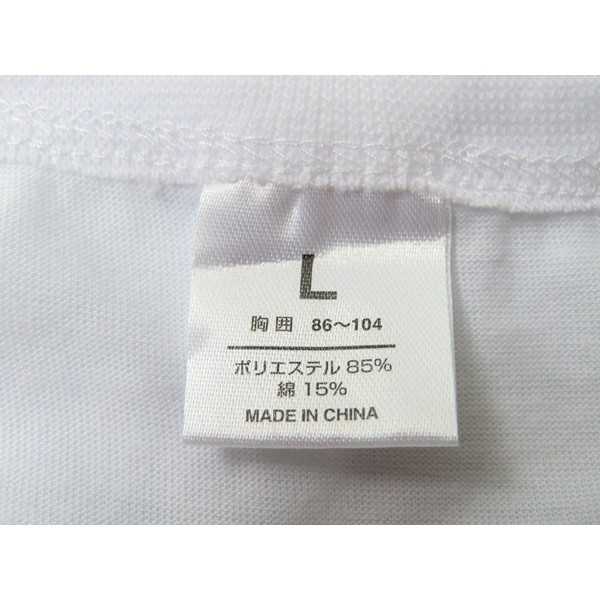 L
胸囲 86〜104
ポリエステル 85%
綿 15%
MADE IN CHINA